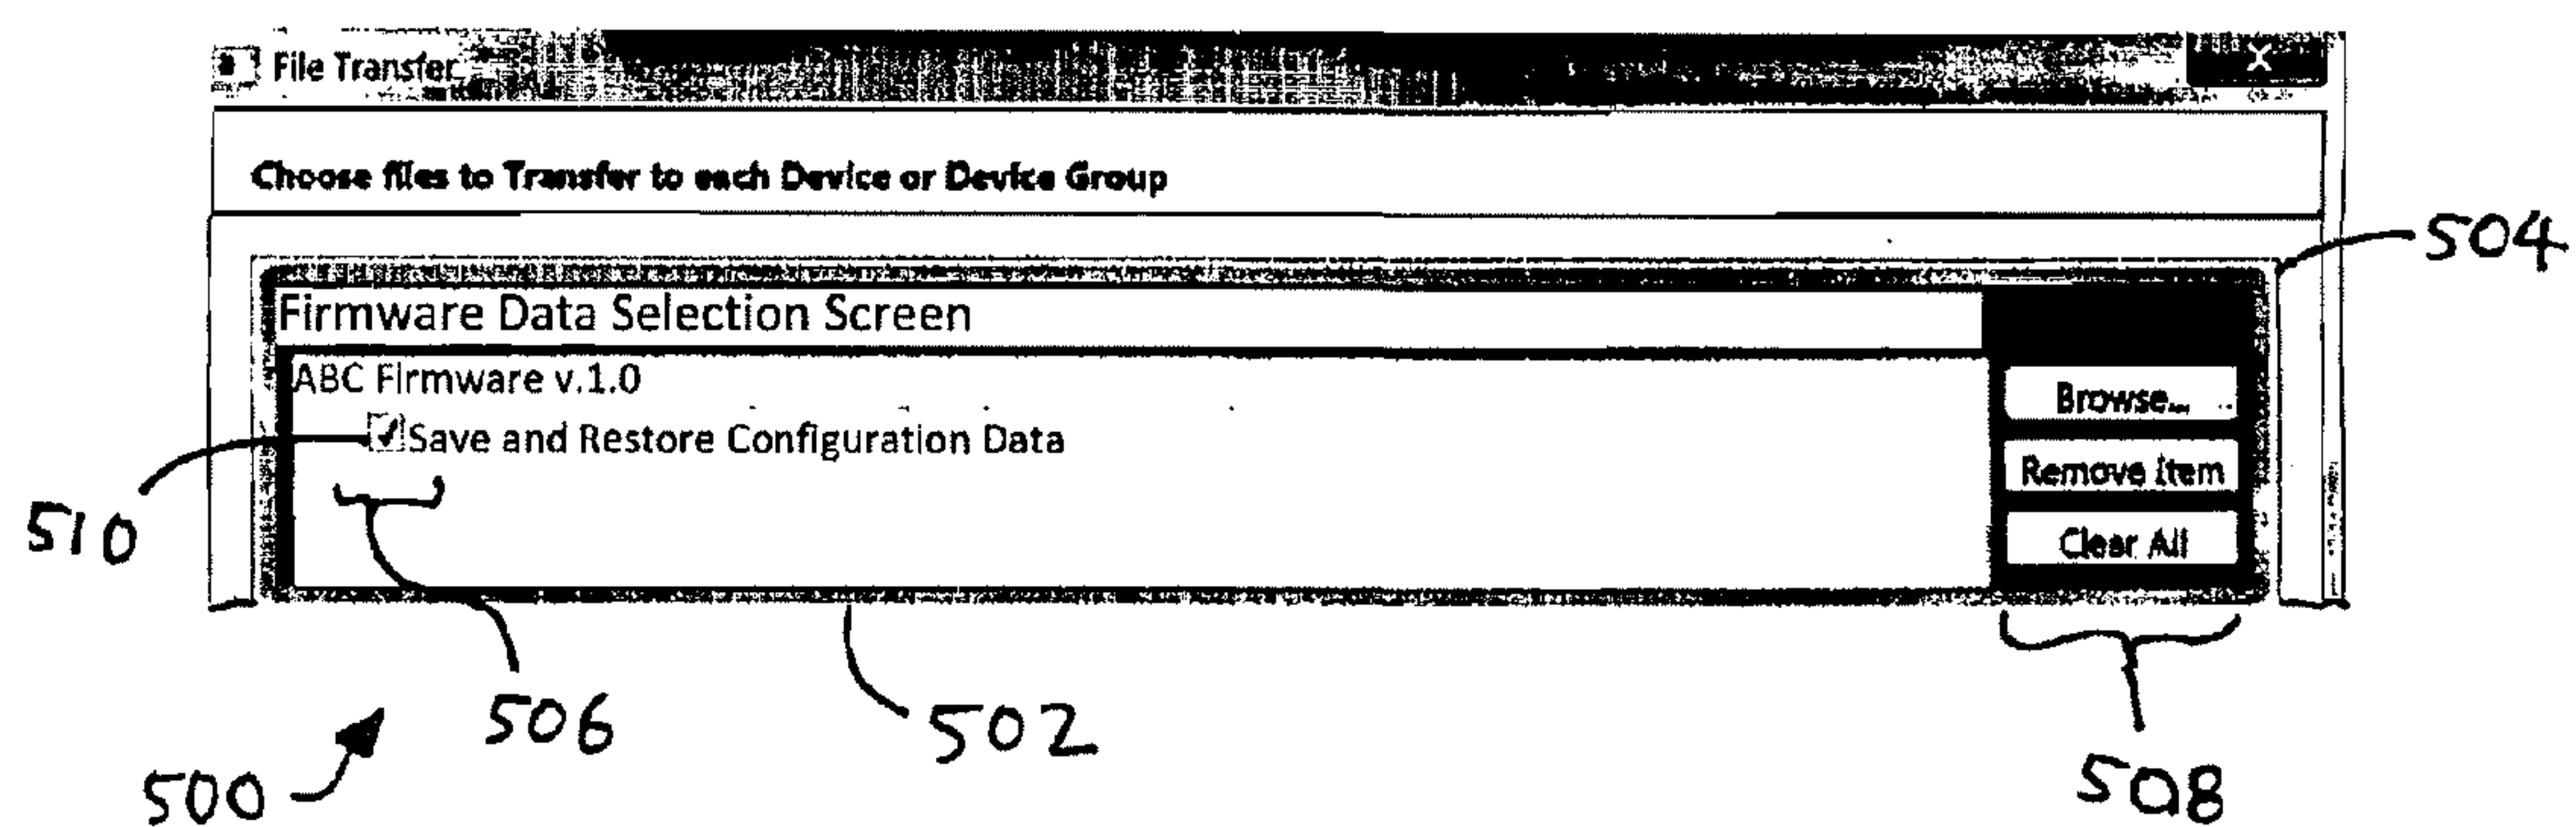 File Transfer
X
Choose files to Transfer to each Device or Device Group
504
Firmware Data Selection Screen
ABC Firmware v.1.0
Browse...
Save and Restore Configuration Data
Remove Item
510
Clear All
506
502
508
500